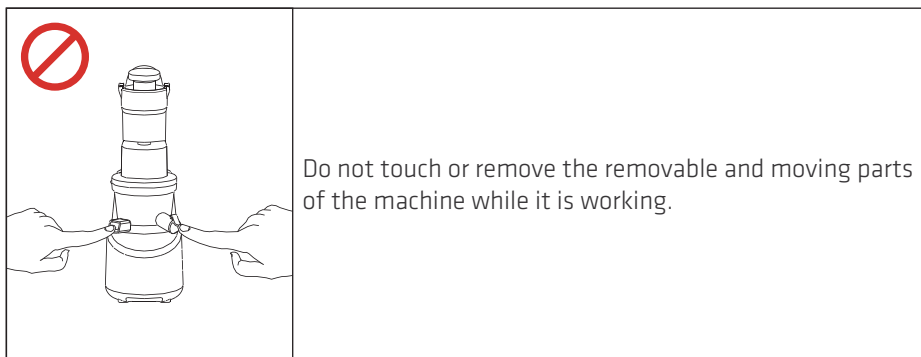 Do not touch or remove the removable and moving parts
of the machine while it is working.